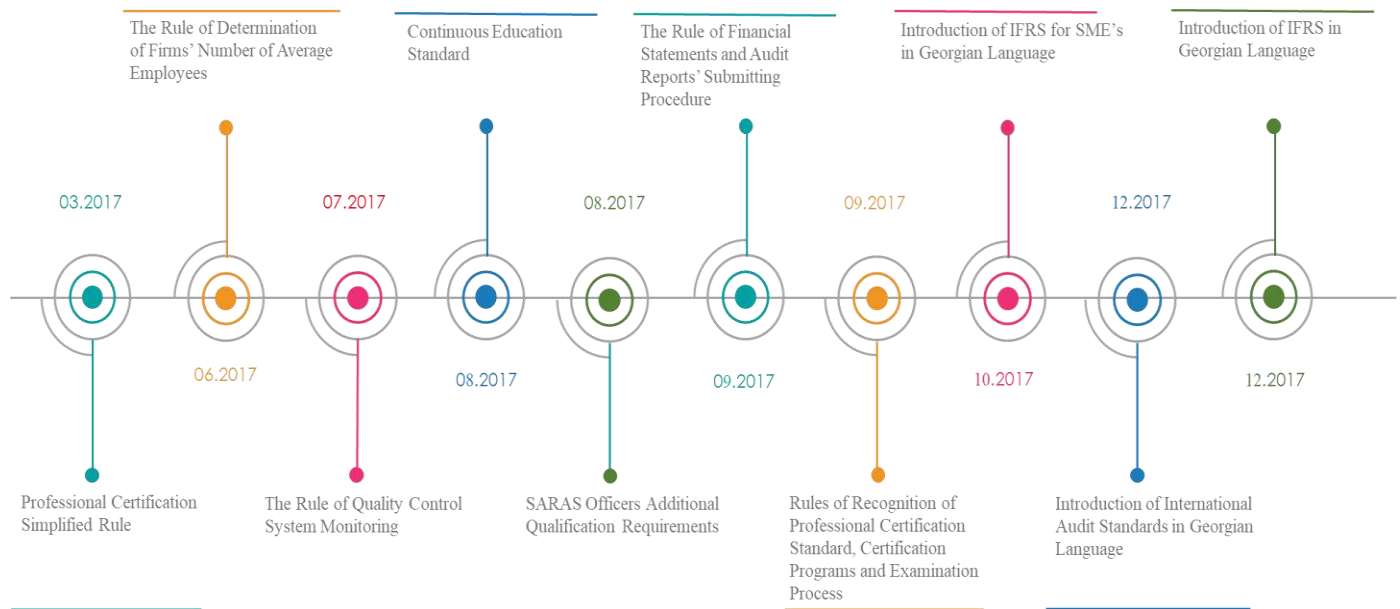 The Rule of Determination
of Firms’ Number of Average
Employees
Continuous Education
Standard
The Rule of Financial
Statements and Audit
Reports’ Submitting
Procedure
Introduction of IFRS for SME’s
in Georgian Language
Introduction of IFRS in
Georgian Language
03.2017
07.2017
08.2017
09.2017
12.2017
06.2017
08.2017
09.2017
10.2017
12.2017
Professional Certification
Simplified Rule
The Rule of Quality Control
System Monitoring
SARAS Officers Additional
Qualification Requirements
Rules of Recognition of
Professional Certification
Standard, Certification
Programs and Examination
Process
Introduction of International
Audit Standards in Georgian
Language